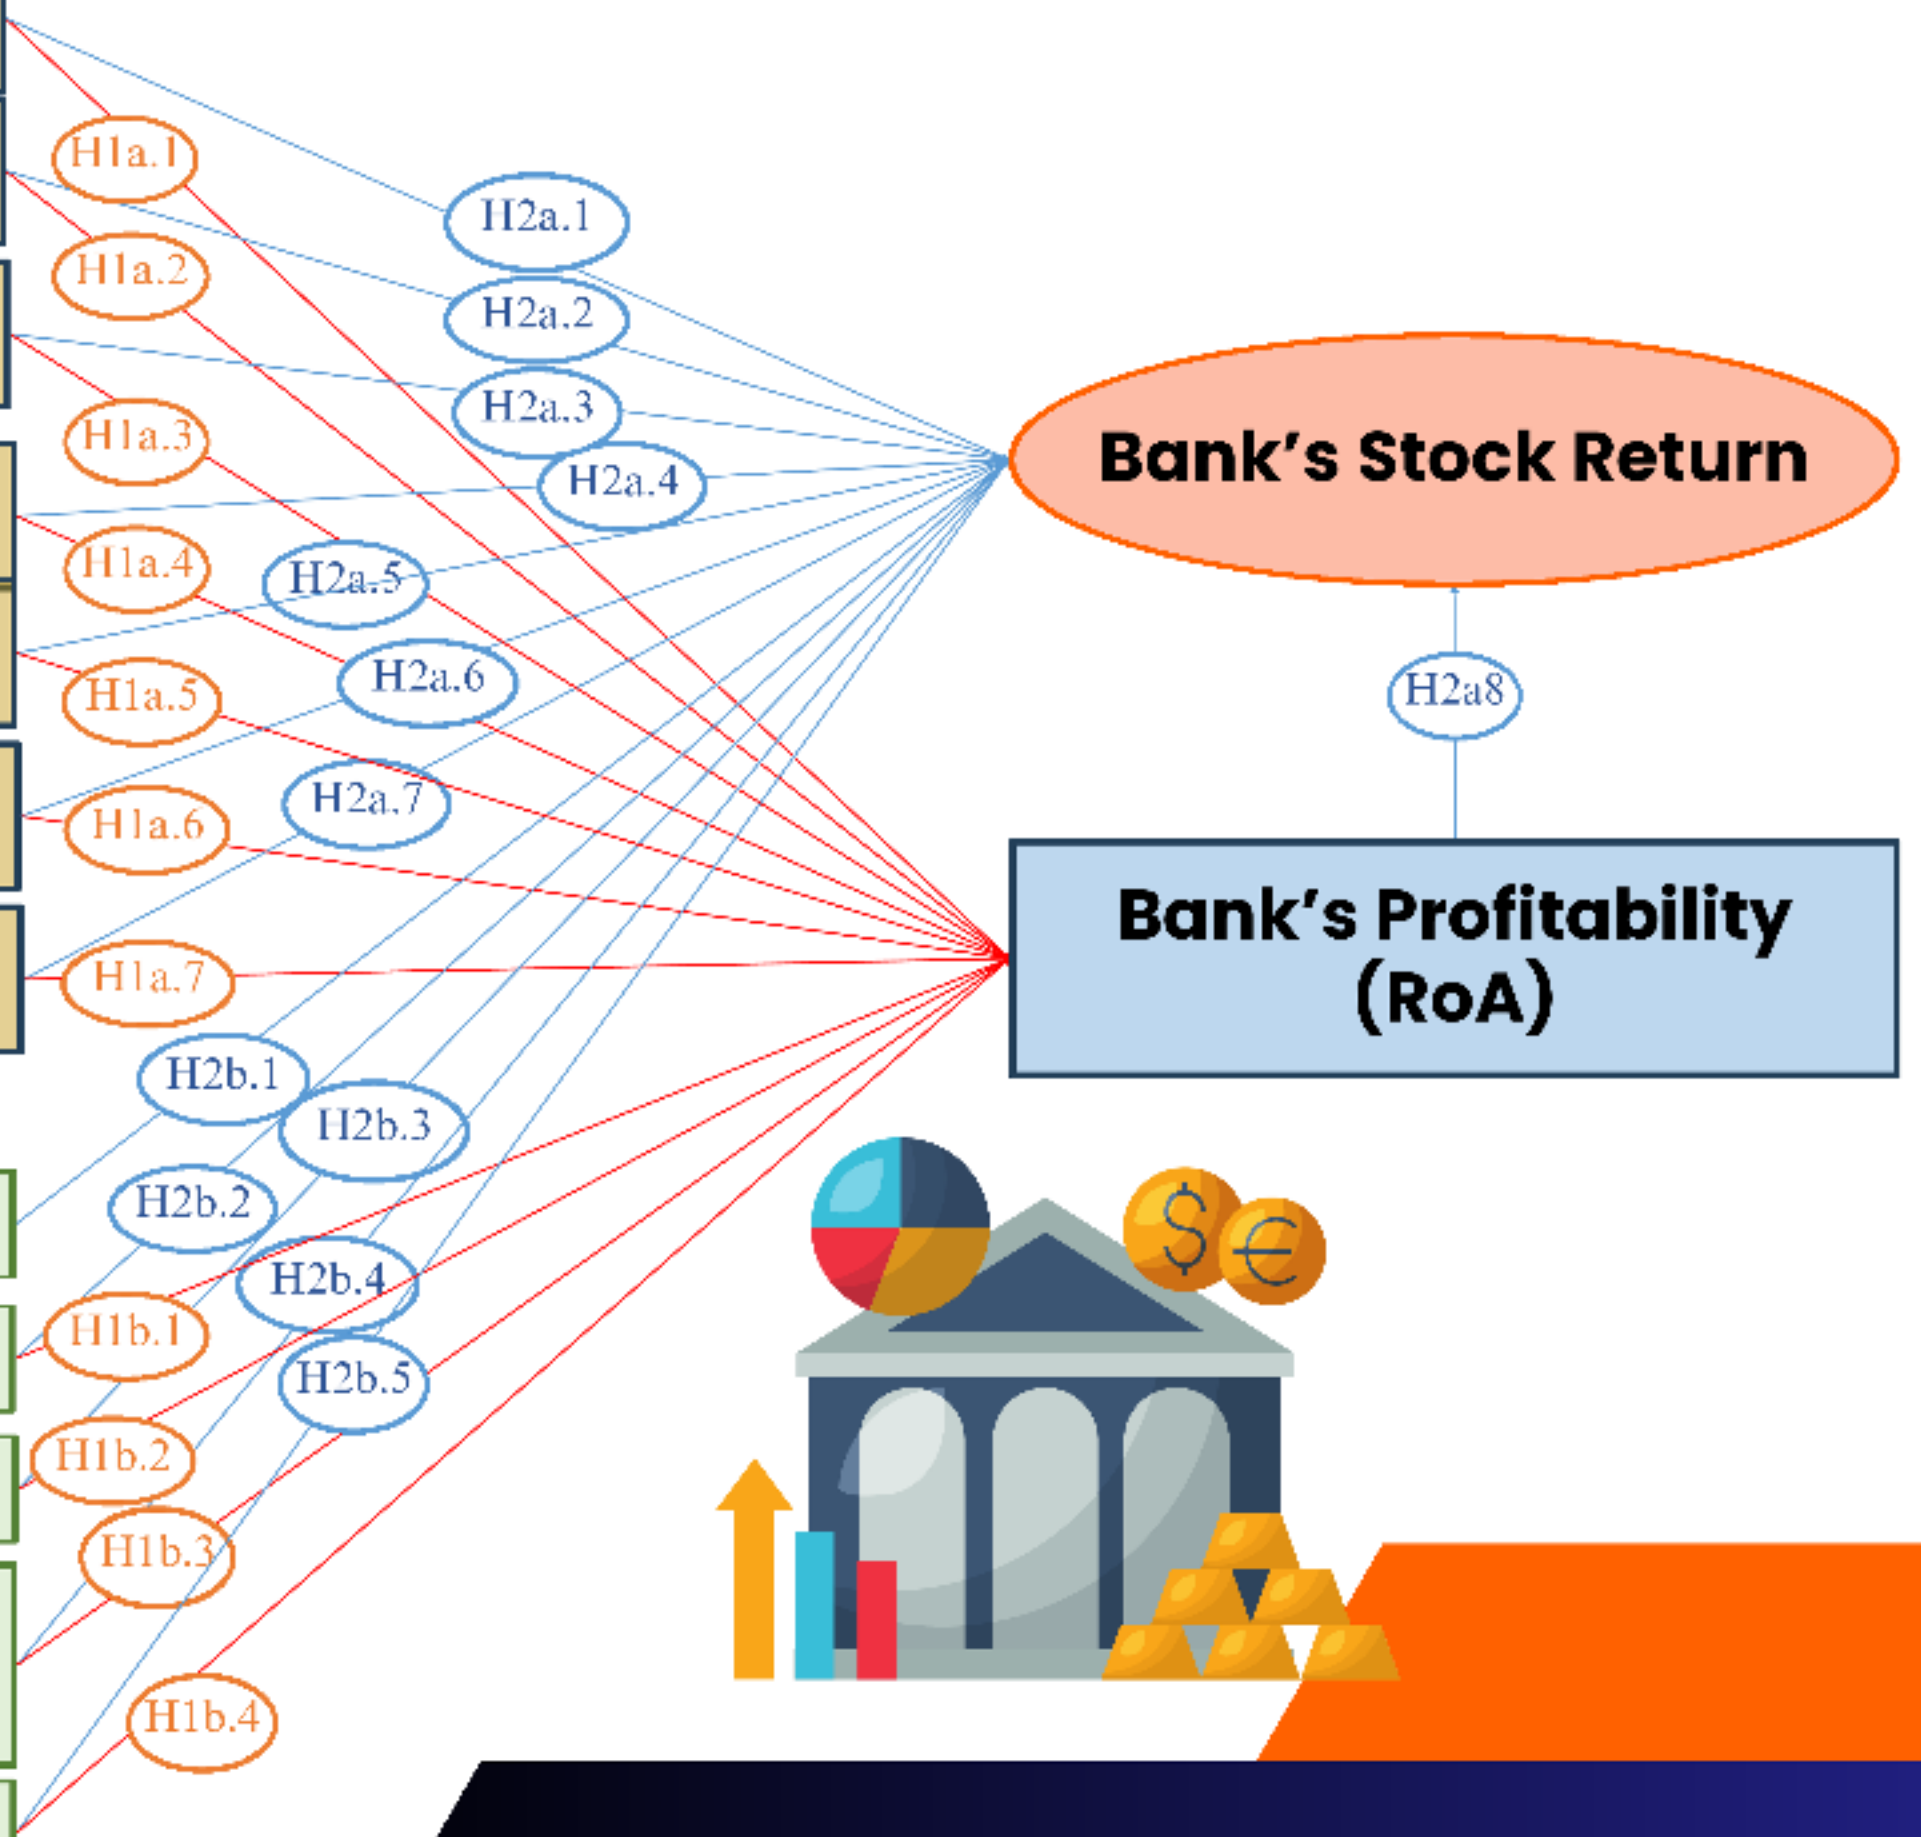 H1a.1
H2a.1
H1a.2
H2a.2
H2a.3
H1a.3
Bank's Stock Return
H2a.4
H1a.4
H2a.5
H2a.6
H1a.5
H2a8
H2a.7
H1a.6
Bank's Profitability
(RoA)
H1a.7
H2b.1
H2b.3
H2b.2
$
€
H2b.4
H1b.1
H2b.5
H1b.2
H1b.3
H1b.4